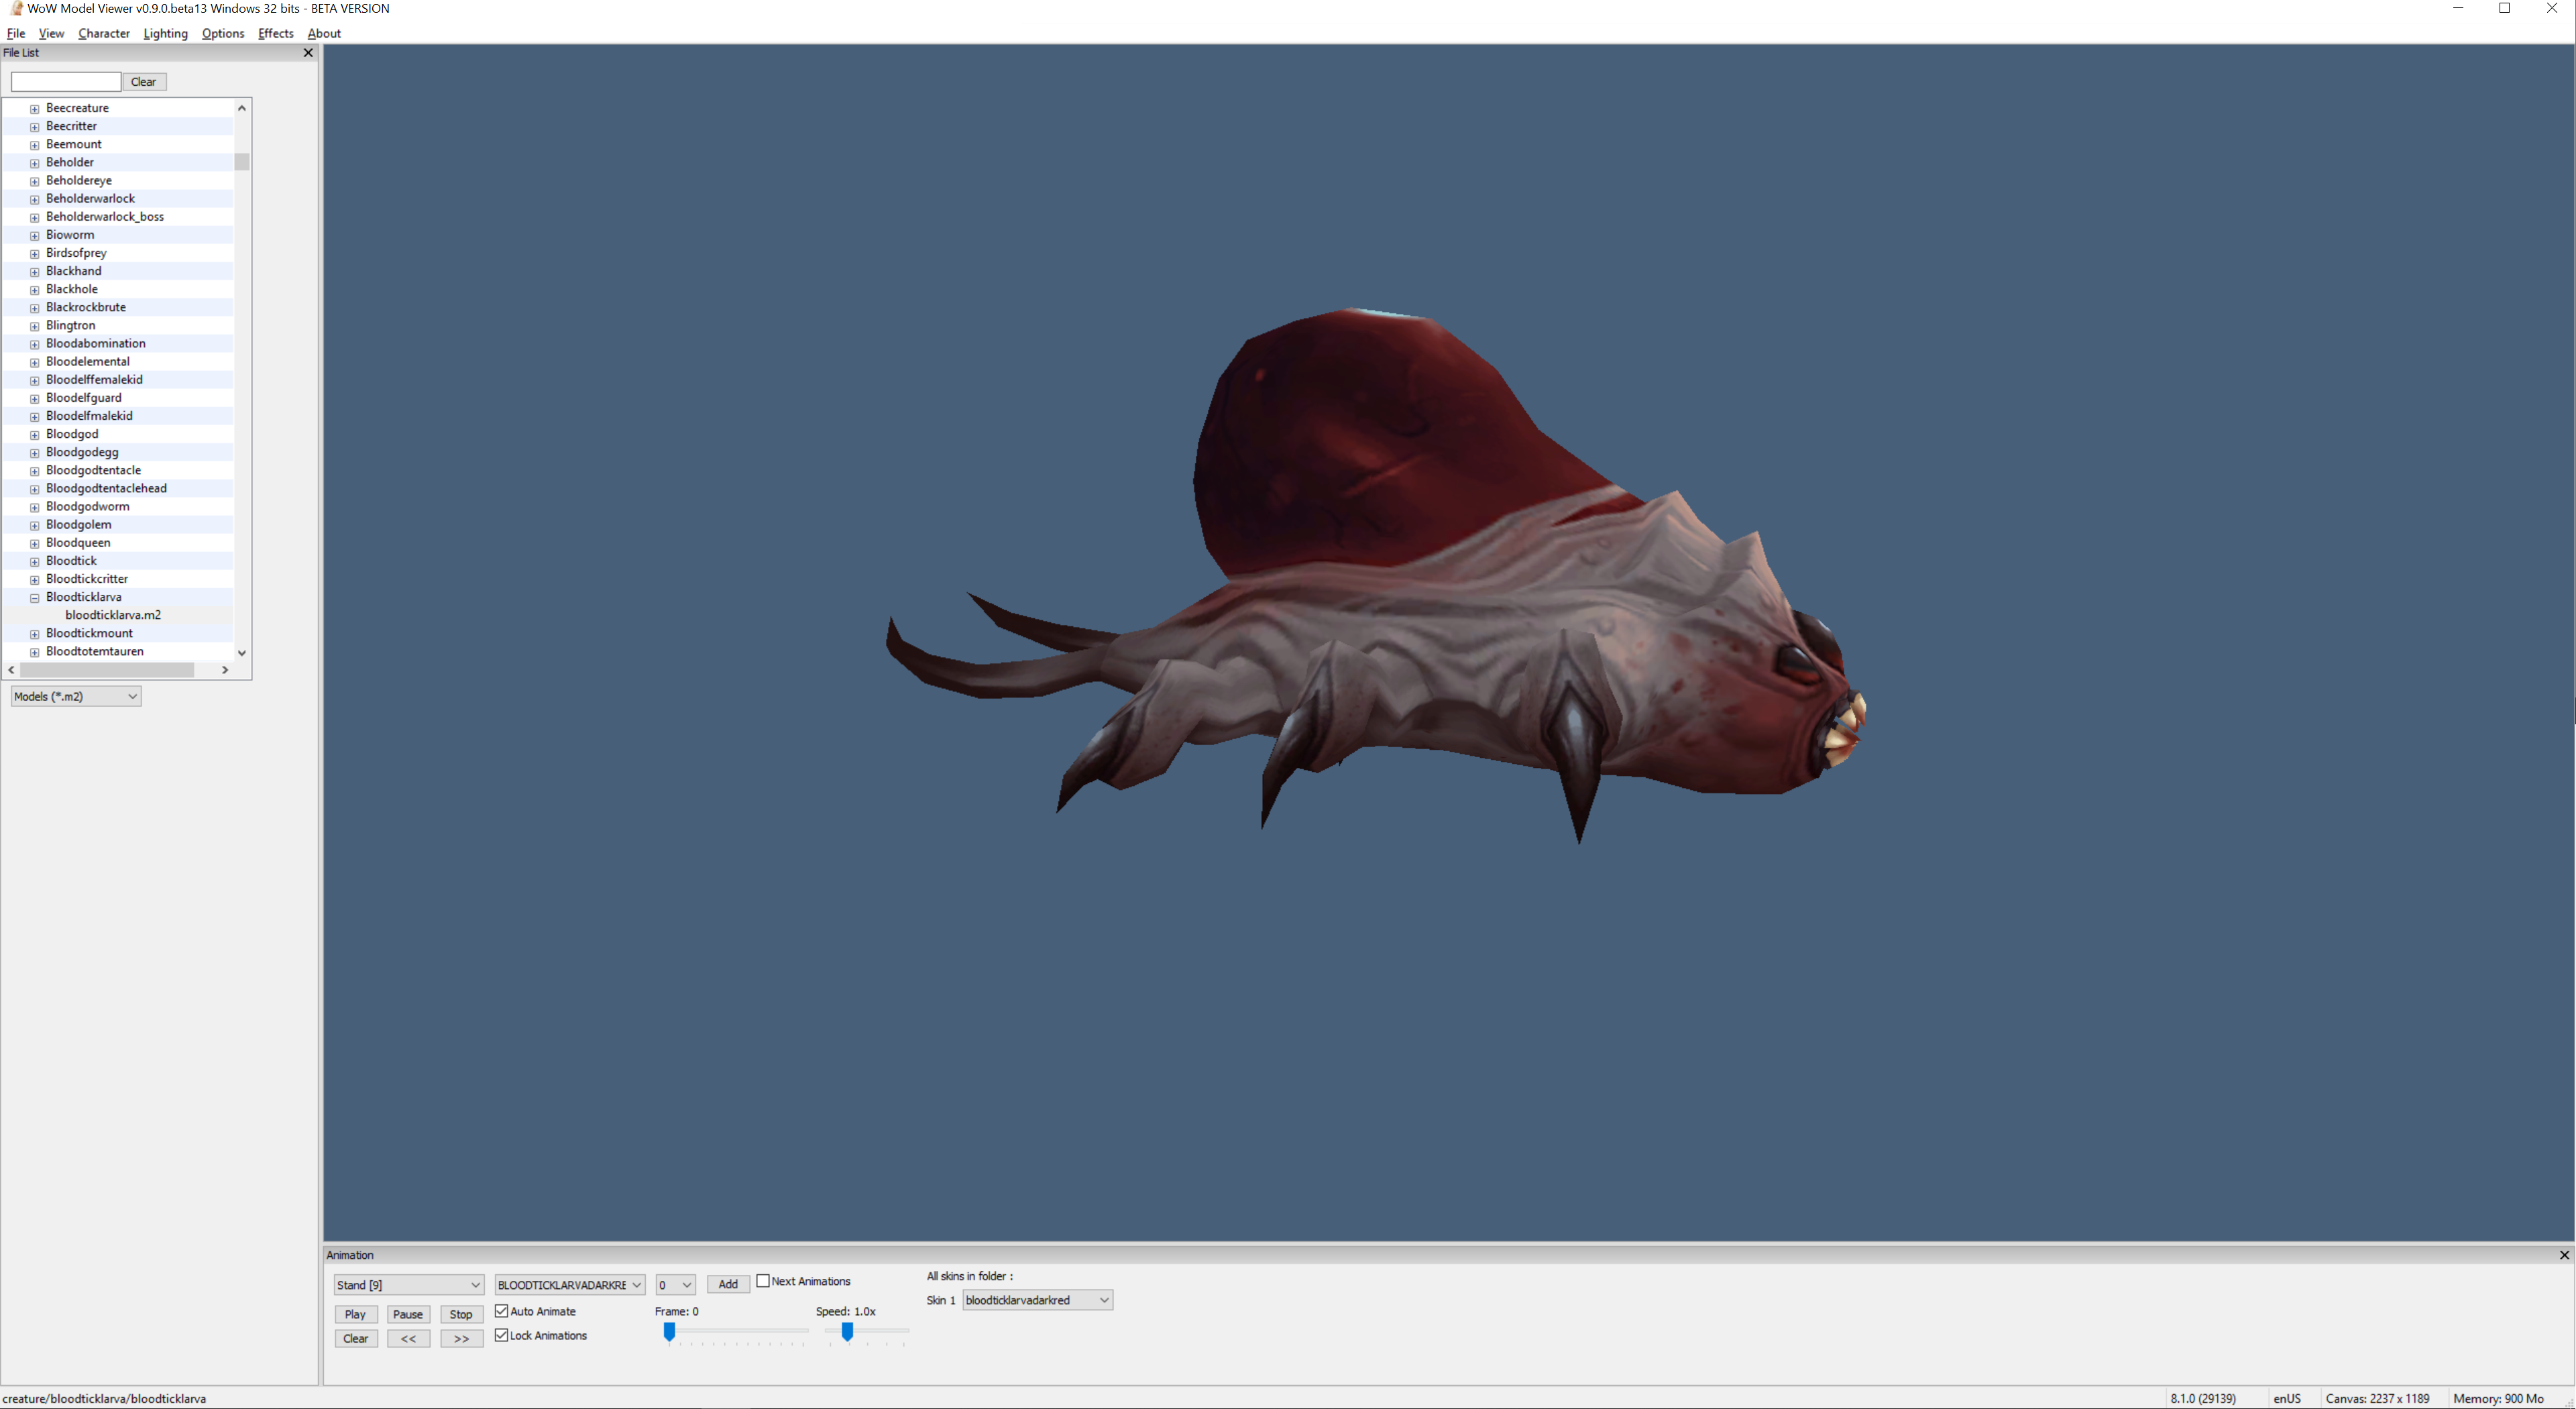 WoW Model Viewer v0.9.0.beta13 Windows 32 bits - BETA VERSION
File View Character Lighting Options Effects About
File List
Clear
Beecreature
Beecritter
Beemount
Beholder
Beholdereye
Beholderwarlock
Beholderwarlock_boss
Bioworm
Birdsofprey
Blackhand
Blackhole
Blackrockbrute
Blingtron
Bloodabomination
Bloodelemental
Bloodelffemalekid
Bloodelfguard
Bloodelfmalekid
Bloodgod
Bloodgodegg
Bloodgodtentacle
Bloodgodtentaclehead
Bloodgodworm
Bloodgolem
Bloodqueen
Bloodtick
Bloodtickcritter
Bloodticklarva
bloodticklarva.m2
Bloodtickmount
Bloodtotemtauren
Models (*.m2)
Animation
Stand [9] BLOODTICKLARVADARKRE 0 Add Next Animations All skins in folder :
Skin 1 bloodticklarvadarkred
Play Pause Stop Auto Animate Frame: 0 Speed: 1.0x
Clear << >> Lock Animations
creature/bloodticklarva/bloodticklarva 8.1.0 (29139) enUS Canvas: 2237 x 1189 Memory: 900 Mo